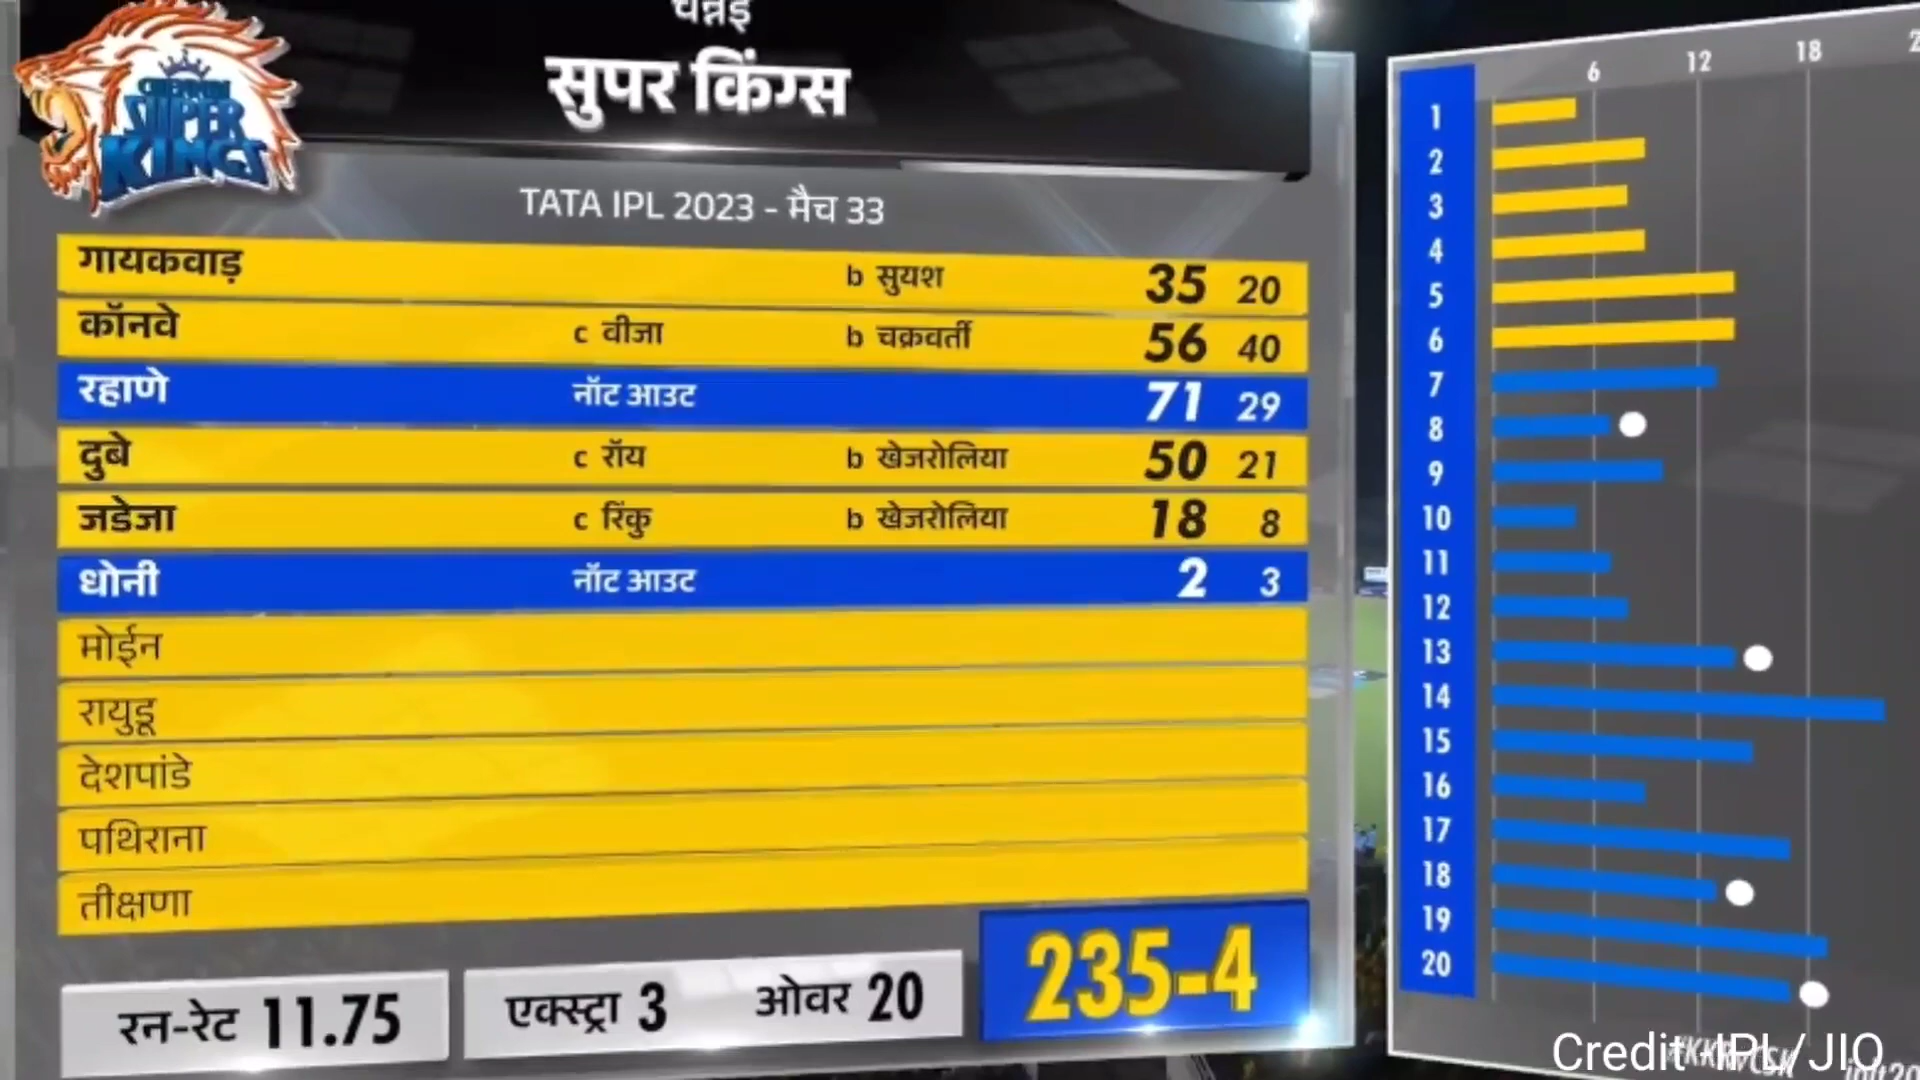 चेन्नई
सुपर किंग्स
CHENNAI
SUPER
KINGS
TATA IPL 2023 - मैच 33
गायकवाड़ b सुयश 35 20
कॉनवे c वीजा b चक्रवर्ती 56 40
रहाणे नॉट आउट 71 29
दुबे c रॉय b खेजरोलिया 50 21
जडेजा c रिंकु b खेजरोलिया 18 8
धोनी नॉट आउट 2 3
मोईन
रायुडू
देशपांडे
पथिराना
तीक्षणा
रन-रेट 11.75 एक्स्ट्रा 3 ओवर 20 235-4
6 12 18
1
2
3
4
5
6
7
8
9
10
11
12
13
14
15
16
17
18
19
20
Credit-IPL/JIO